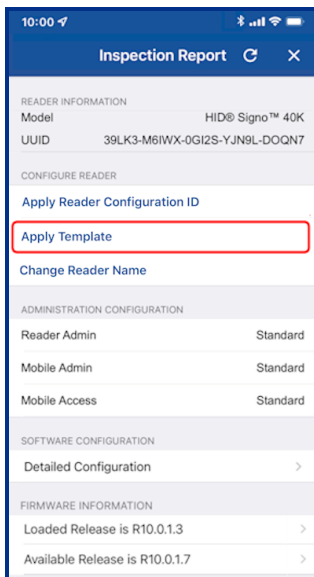 10:00
Inspection Report
READER INFORMATION
Model HID® Signo™ 40K
UUID 39LK3-M6IWX-0GI2S-YJN9L-DOQN7
CONFIGURE READER
Apply Reader Configuration ID
Apply Template
Change Reader Name
ADMINISTRATION CONFIGURATION
Reader Admin Standard
Mobile Admin Standard
Mobile Access Standard
SOFTWARE CONFIGURATION
Detailed Configuration
FIRMWARE INFORMATION
Loaded Release is R10.0.1.3
Available Release is R10.0.1.7